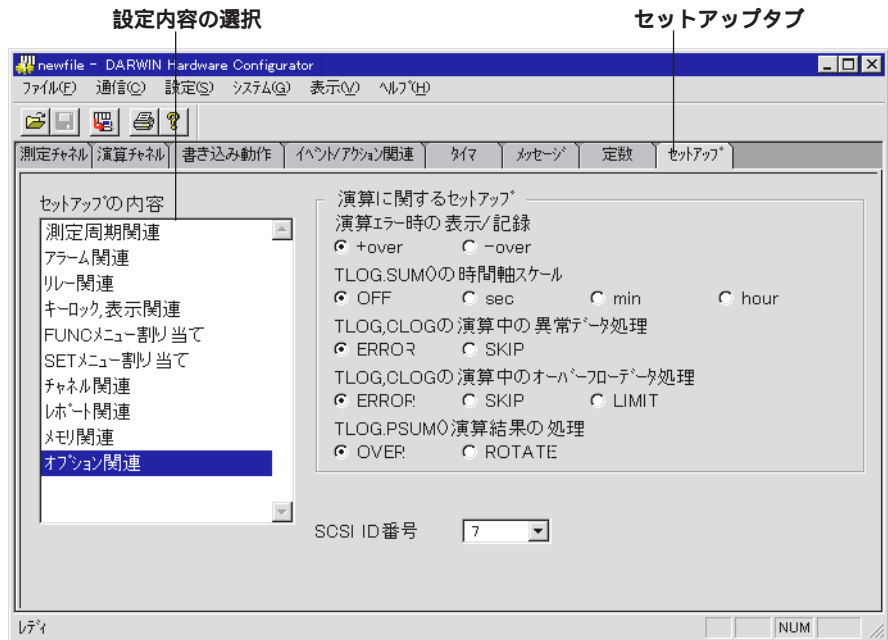 設定内容の選択
セットアップタブ
newfile - DARWIN Hardware Configurator
ファイル(F) 通信(C) 設定(S) システム(G) 表示(V) ヘルプ(H)
測定チャネル 演算チャネル 書き込み動作 イベント/アクション関連 タイマ メッセージ 定数 セットアップ
セットアップの内容
測定周期関連
アラーム関連
リレー関連
キーロック,表示関連
FUNCメニュー割り当て
SETメニュー割り当て
チャネル関連
レポート関連
メモリ関連
オプション関連
演算に関するセットアップ
演算エラー時の表示/記録
+over -over
TLOG.SUM()の時間軸スケール
OFF sec min hour
TLOG,CLOGの演算中の異常データ処理
ERROR SKIP
TLOG,CLOGの演算中のオーバーフローデータ処理
ERROR SKIP LIMIT
TLOG.PSUM()演算結果の処理
OVER ROTATE
SCSI ID番号 7
レディ NUM